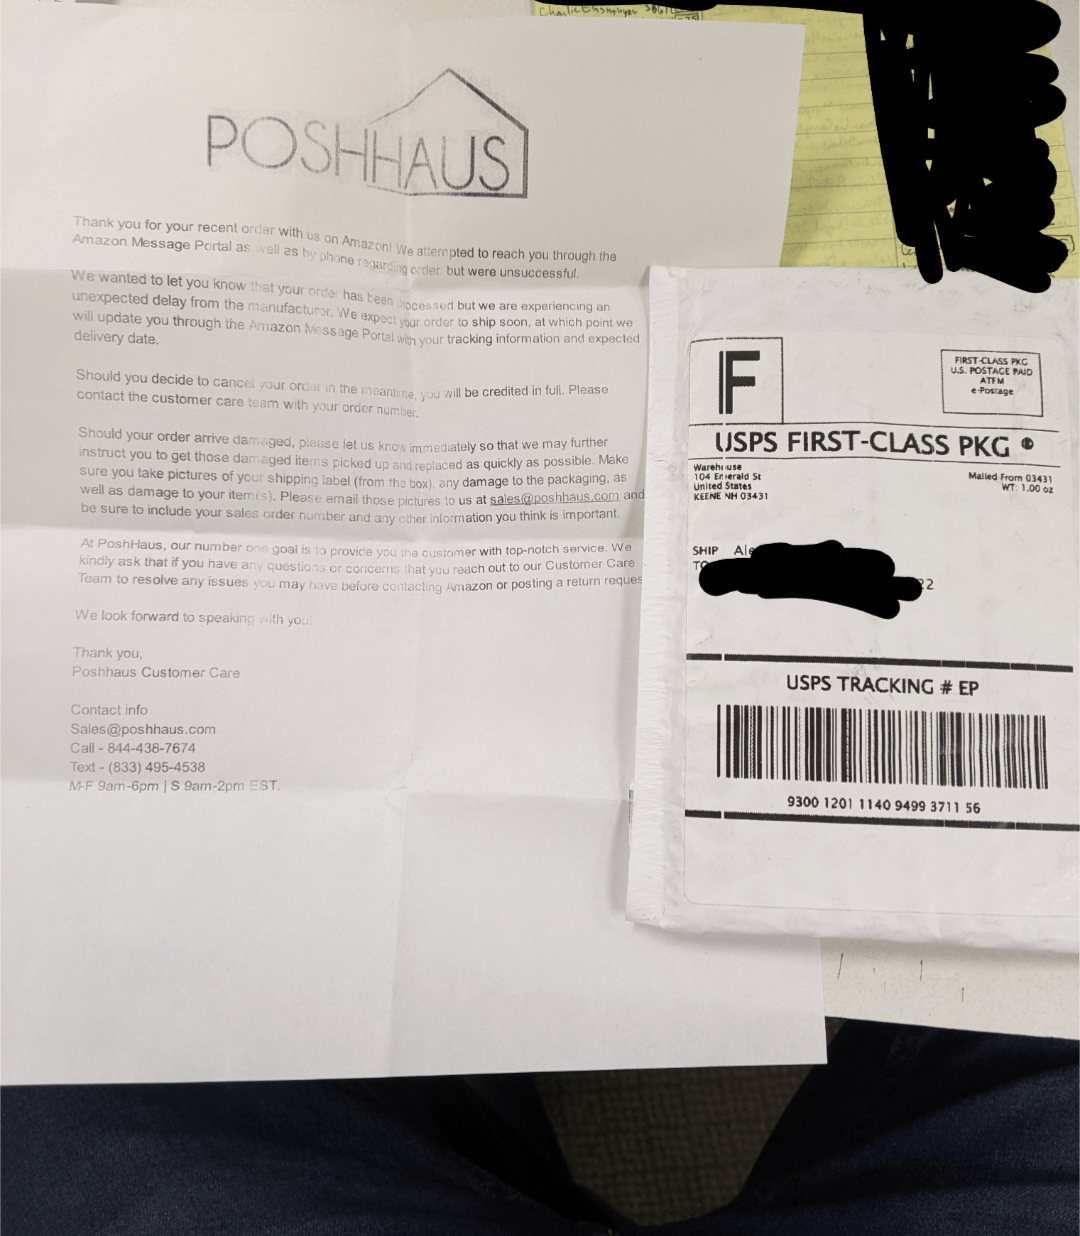 POSHHAUS
Thank you for your recent order with us on Amazon! We attempted to reach you through the
Amazon Message Portal as well as by phone regarding order, but were unsuccessful.
We wanted to let you know that your order has been processed but we are experiencing an
unexpected delay from the manufacturer. We expect your order to ship soon, at which point we
will update you through the Amazon Message Portal with your tracking information and expected
delivery date.
Should you decide to cancel your order in the meantime, you will be credited in full. Please
contact the customer care team with your order number.
Should your order arrive damaged, please let us know immediately so that we may further
instruct you to get those damaged items picked up and replaced as quickly as possible. Make
sure you take pictures of your shipping label (from the box), any damage to the packaging, as
well as damage to your item(s). Please email those pictures to us at sales@poshhaus.com and
be sure to include your sales order number and any other information you think is important.
At PoshHaus, our number one goal is to provide you the customer with top-notch service. We
kindly ask that if you have any questions or concerns that you reach out to our Customer Care
Team to resolve any issues you may have before contacting Amazon or posting a return reques
We look forward to speaking with you!
Thank you,
Poshhaus Customer Care
Contact info
Sales@poshhaus.com
Call - 844-438-7674
Text - (833) 495-4538
M-F 9am-6pm | S 9am-2pm EST.
F
FIRST-CLASS PKG
U.S. POSTAGE PAID
ATFM
e-Postage
USPS FIRST-CLASS PKG ®
Warehouse
104 Emerald St
United States
KEENE NH 03431
Mailed From 03431
WT: 1.00 oz
SHIP Ale
TO
22
USPS TRACKING # EP
9300 1201 1140 9499 3711 56